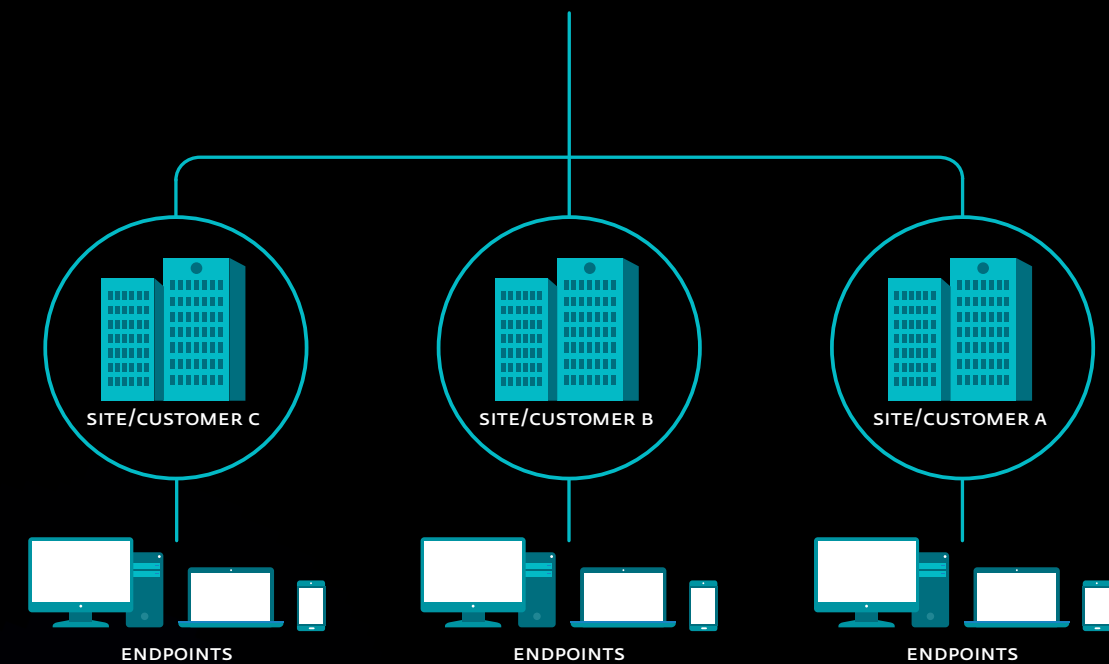 SITE/CUSTOMER C
SITE/CUSTOMER B
SITE/CUSTOMER A
ENDPOINTS
ENDPOINTS
ENDPOINTS